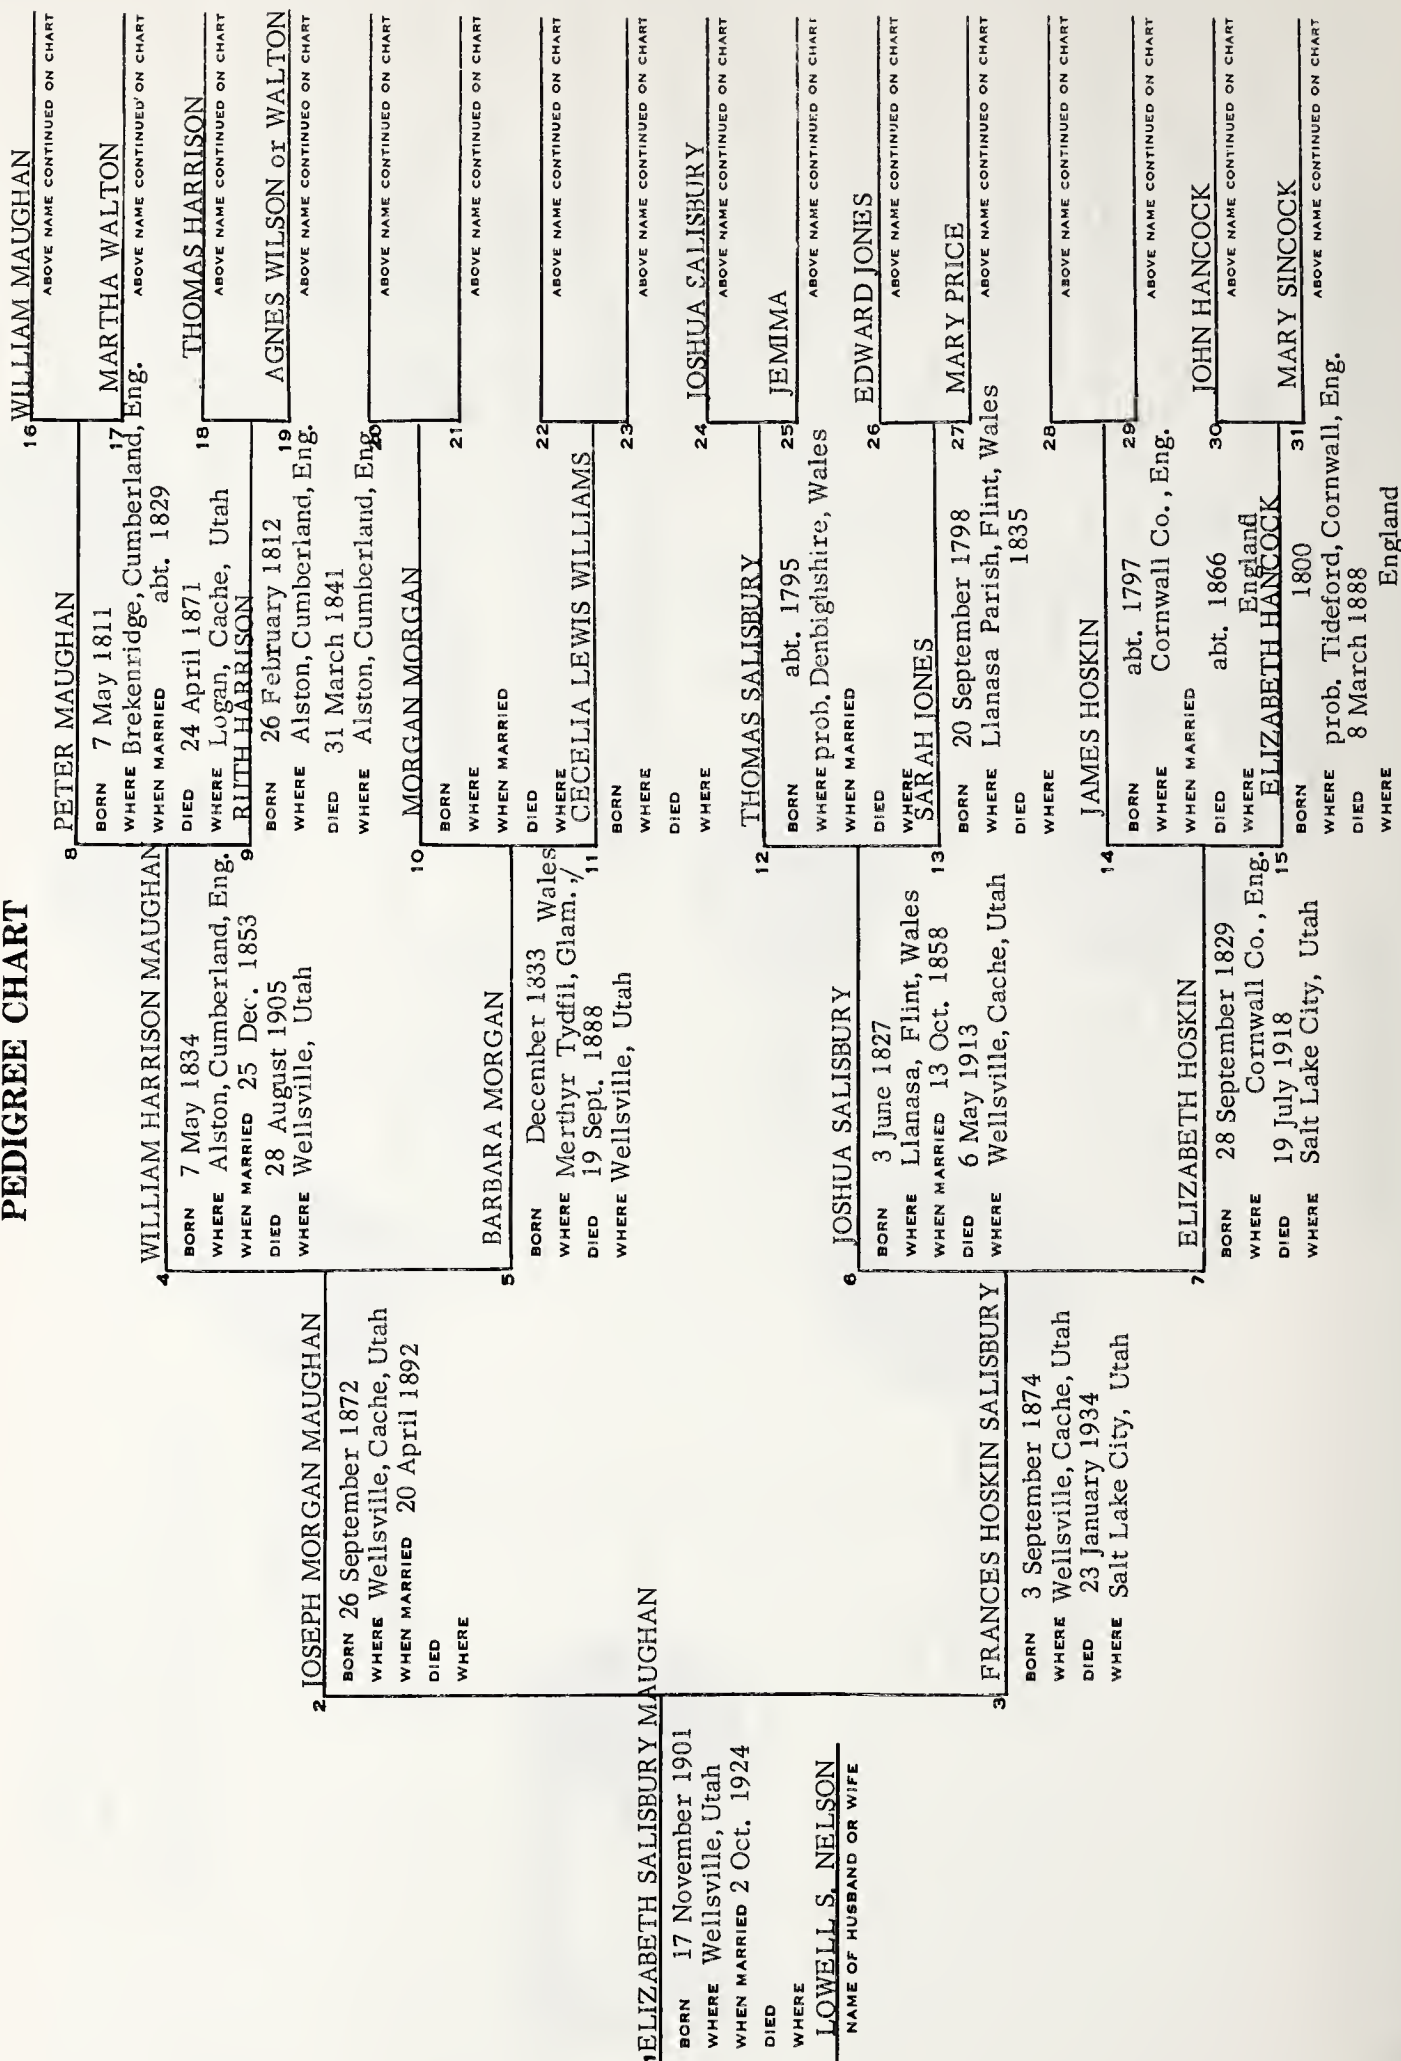 PEDIGREE CHART
1
ELIZABETH SALISBURY MAUGHAN
BORN 17 November 1901
WHERE Wellsville, Utah
WHEN MARRIED 2 Oct. 1924
DIED
WHERE
LOWELL S. NELSON
NAME OF HUSBAND OR WIFE
2
JOSEPH MORGAN MAUGHAN
BORN 26 September 1872
WHERE Wellsville, Cache, Utah
WHEN MARRIED 20 April 1892
DIED
WHERE
3
FRANCES HOSKIN SALISBURY
BORN 3 September 1874
WHERE Wellsville, Cache, Utah
DIED 23 January 1934
WHERE Salt Lake City, Utah
4
WILLIAM HARRISON MAUGHAN
BORN 7 May 1834
WHERE Alston, Cumberland, Eng.
WHEN MARRIED 25 Dec. 1853
DIED 28 August 1905
WHERE Wellsville, Utah
5
BARBARA MORGAN
BORN December 1833 Wales
WHERE Merthyr Tydfil, Glam.,/
DIED 19 Sept. 1888
WHERE Wellsville, Utah
6
JOSHUA SALISBURY
BORN 3 June 1827
WHERE Llanasa, Flint, Wales
WHEN MARRIED 13 Oct. 1858
DIED 6 May 1913
WHERE Wellsville, Cache, Utah
7
ELIZABETH HOSKIN
BORN 28 September 1829
WHERE Cornwall Co., Eng.
DIED 19 July 1918
WHERE Salt Lake City, Utah
8
PETER MAUGHAN
BORN 7 May 1811
WHERE Brekenridge, Cumberland, Eng.
WHEN MARRIED abt. 1829
DIED 24 April 1871
WHERE Logan, Cache, Utah
9
RUTH HARRISON
BORN 26 February 1812
WHERE Alston, Cumberland, Eng.
DIED 31 March 1841
WHERE Alston, Cumberland, Eng.
10
MORGAN MORGAN
BORN
WHERE
WHEN MARRIED
DIED
WHERE
11
CECELIA LEWIS WILLIAMS
BORN
WHERE
DIED
WHERE
12
THOMAS SALISBURY
BORN abt. 1795
WHERE prob. Denbighshire, Wales
WHEN MARRIED
DIED
WHERE
13
SARAH JONES
BORN 20 September 1798
WHERE Llanasa Parish, Flint, Wales
DIED 1835
WHERE
14
JAMES HOSKIN
BORN abt. 1797
WHERE Cornwall Co., Eng.
WHEN MARRIED
DIED abt. 1866
WHERE England
15
ELIZABETH HANCOCK
BORN 1800
WHERE prob. Tideford, Cornwall, Eng.
DIED 8 March 1888
WHERE England
16
WILLIAM MAUGHAN
ABOVE NAME CONTINUED ON CHART
17
MARTHA WALTON
ABOVE NAME CONTINUED ON CHART
18
THOMAS HARRISON
ABOVE NAME CONTINUED ON CHART
19
AGNES WILSON or WALTON
ABOVE NAME CONTINUED ON CHART
20
ABOVE NAME CONTINUED ON CHART
21
ABOVE NAME CONTINUED ON CHART
22
ABOVE NAME CONTINUED ON CHART
23
ABOVE NAME CONTINUED ON CHART
24
JOSHUA SALISBURY
ABOVE NAME CONTINUED ON CHART
25
JEMIMA
ABOVE NAME CONTINUED ON CHART
26
EDWARD JONES
ABOVE NAME CONTINUED ON CHART
27
MARY PRICE
ABOVE NAME CONTINUED ON CHART
28
ABOVE NAME CONTINUED ON CHART
29
ABOVE NAME CONTINUED ON CHART
30
JOHN HANCOCK
ABOVE NAME CONTINUED ON CHART
31
MARY SINCOCK
ABOVE NAME CONTINUED ON CHART